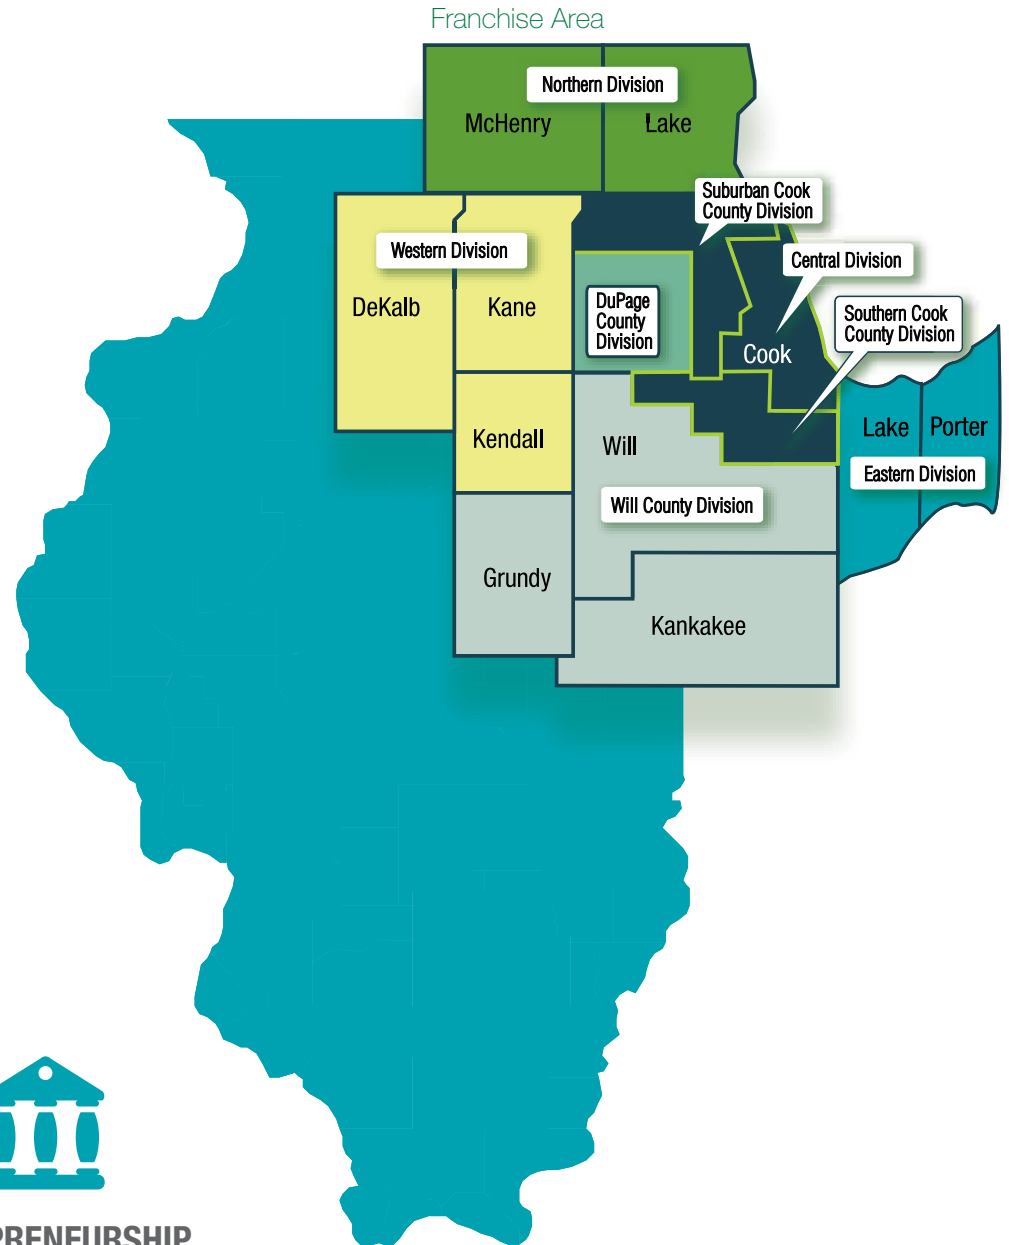 Franchise Area
Northern Division
McHenry
Lake
Suburban Cook
County Division
Western Division
Central Division
DeKalb
Kane
DuPage
County
Division
Southern Cook
County Division
Cook
Kendall
Will
Lake
Porter
Eastern Division
Will County Division
Grundy
Kankakee
PRENEURSHIP